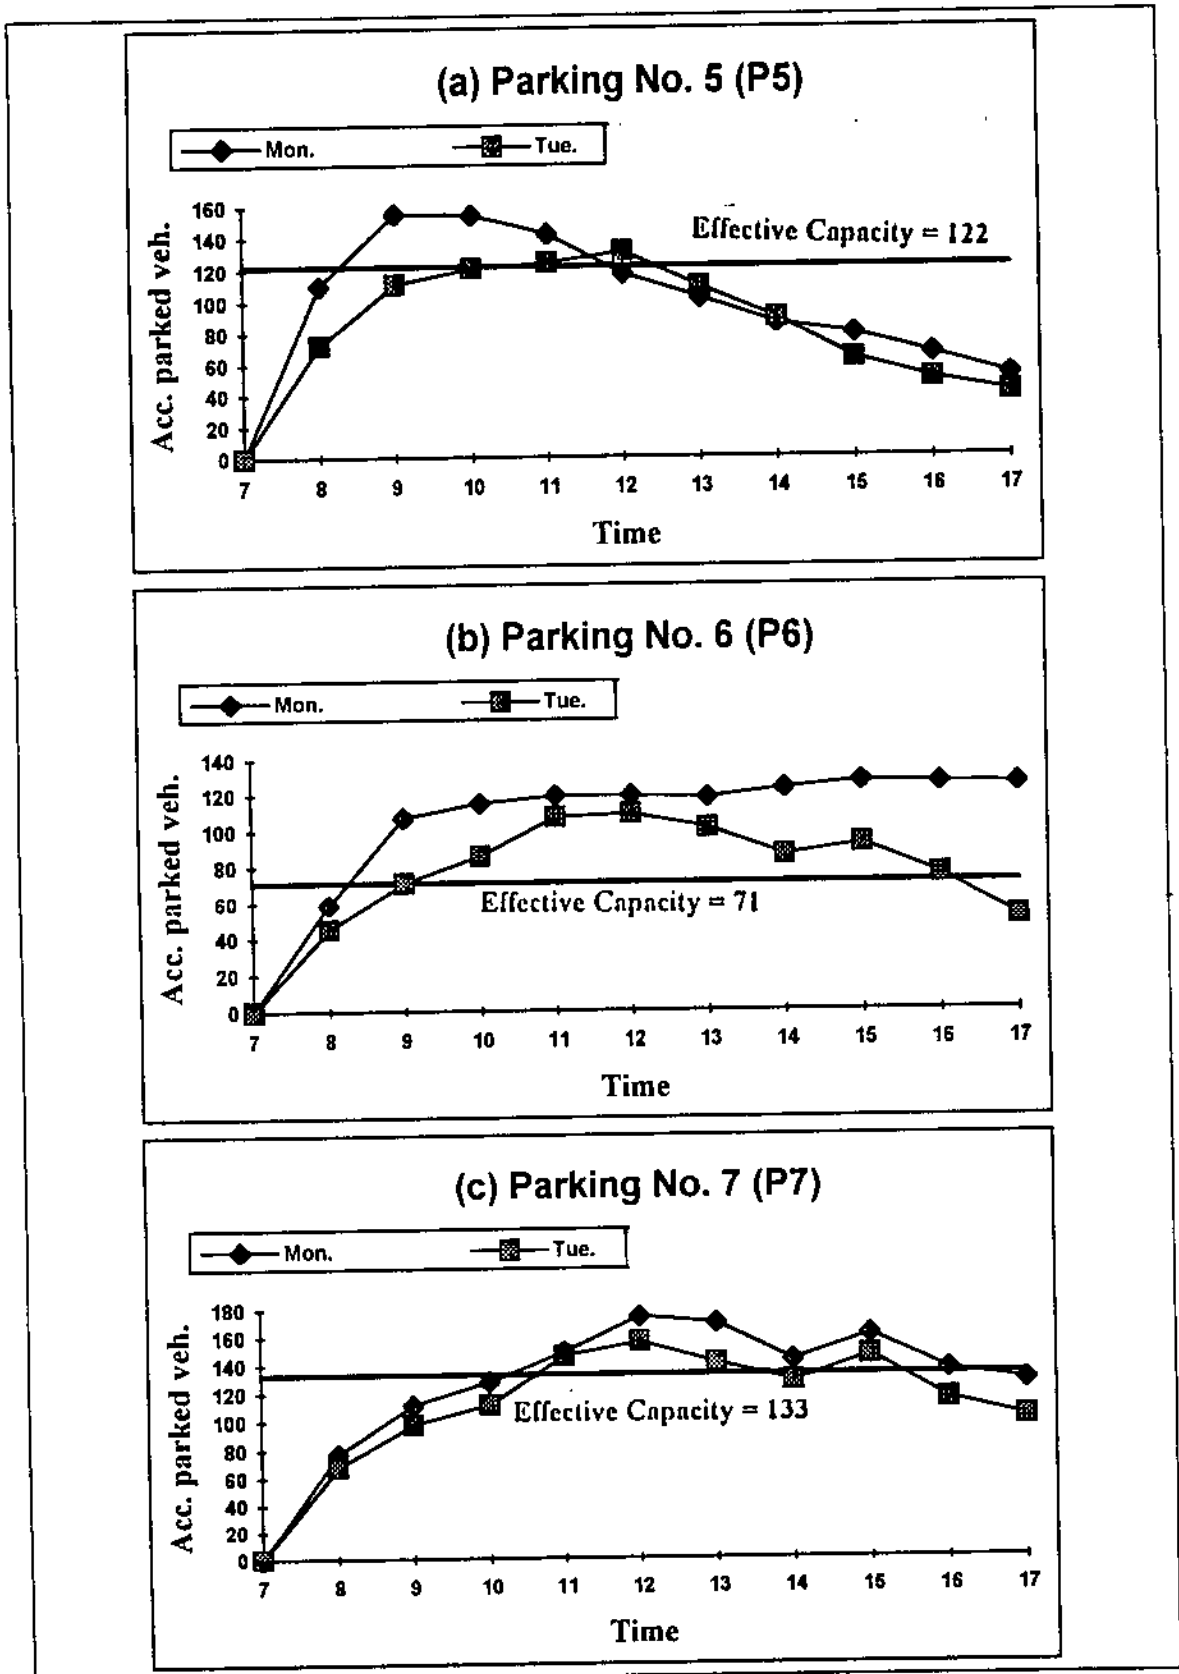 (a) Parking No. 5 (P5)
Mon. Tue.
Effective Capacity = 122
Acc. parked veh.
160
140
120
100
80
60
40
20
0
7 8 9 10 11 12 13 14 15 16 17
Time
(b) Parking No. 6 (P6)
Mon. Tue.
Effective Capacity = 71
Acc. parked veh.
140
120
100
80
60
40
20
0
7 8 9 10 11 12 13 14 15 16 17
Time
(c) Parking No. 7 (P7)
Mon. Tue.
Effective Capacity = 133
Acc. parked veh.
180
160
140
120
100
80
60
40
20
0
7 8 9 10 11 12 13 14 15 16 17
Time